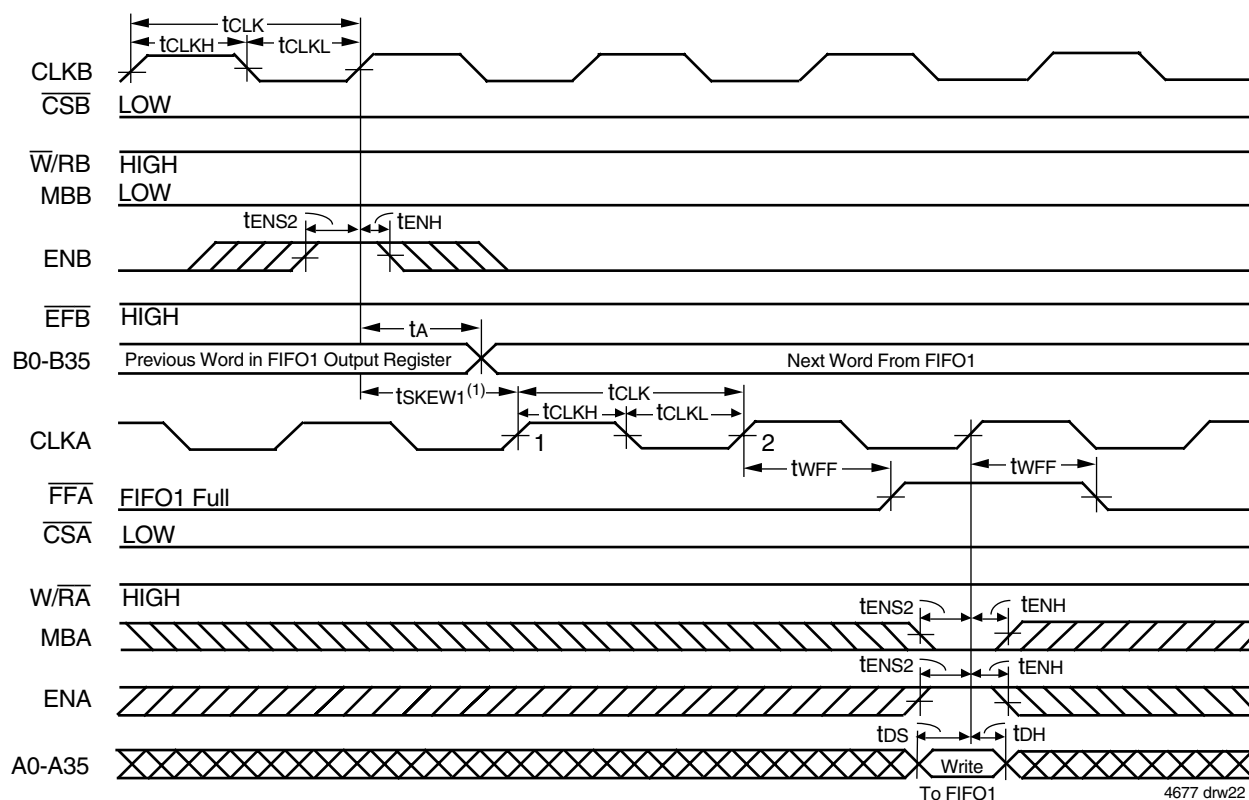 tCLK
tCLKH tCLKL
CLKB
CSB LOW
W/RB HIGH
MBB LOW
tENS2 tENH
ENB
EFB HIGH
tA
B0-B35 Previous Word in FIFO1 Output Register Next Word From FIFO1
tSKEW1(1) tCLK
tCLKH tCLKL
CLKA 1 2
tWFF tWFF
FFA FIFO1 Full
CSA LOW
W/RA HIGH
tENS2 tENH
MBA
tENS2 tENH
ENA
tDS tDH
A0-A35 Write
To FIFO1 4677 drw22